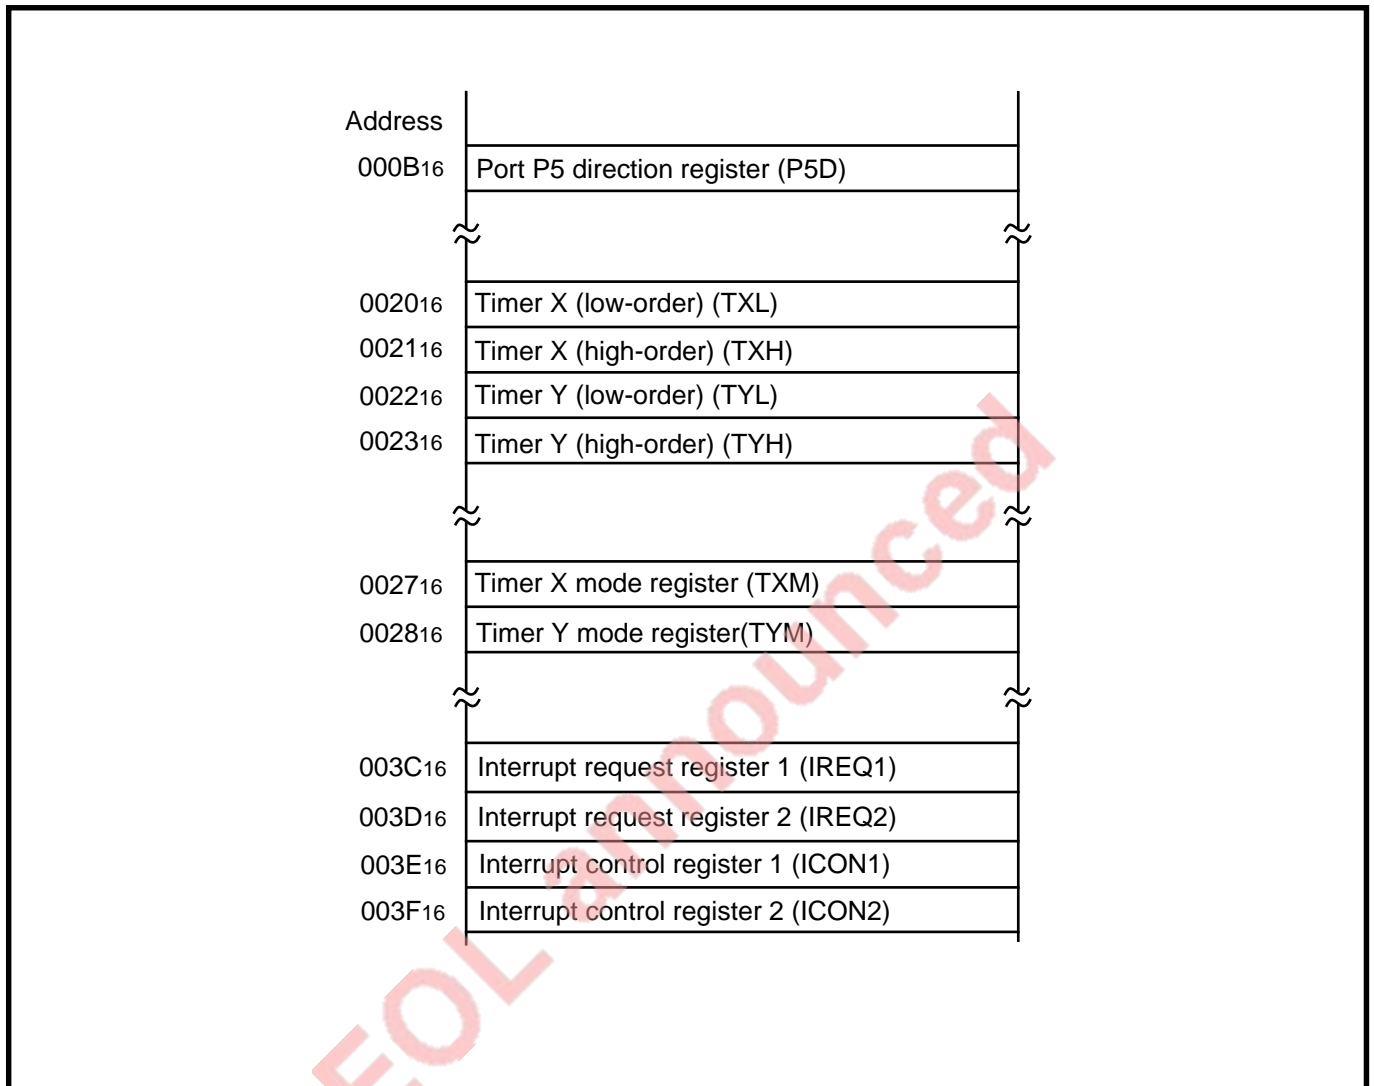 Address
000B16 Port P5 direction register (P5D)
002016 Timer X (low-order) (TXL)
002116 Timer X (high-order) (TXH)
002216 Timer Y (low-order) (TYL)
002316 Timer Y (high-order) (TYH)
002716 Timer X mode register (TXM)
002816 Timer Y mode register(TYM)
003C16 Interrupt request register 1 (IREQ1)
003D16 Interrupt request register 2 (IREQ2)
003E16 Interrupt control register 1 (ICON1)
003F16 Interrupt control register 2 (ICON2)
EOL announced